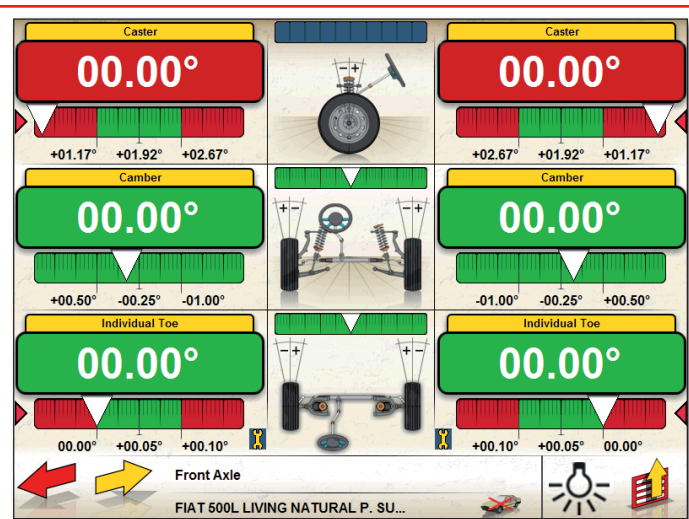 Caster
Caster
00.00°
00.00°
- +
+01.17° +01.92° +02.67°
+02.67° +01.92° +01.17°
Camber
Camber
00.00°
00.00°
+ -
+ -
+00.50° -00.25° -01.00°
-01.00° -00.25° +00.50°
Individual Toe
Individual Toe
00.00°
00.00°
- +
+ -
00.00° +00.05° +00.10°
+00.10° +00.05° 00.00°
Front Axle
FIAT 500L LIVING NATURAL P. SU...